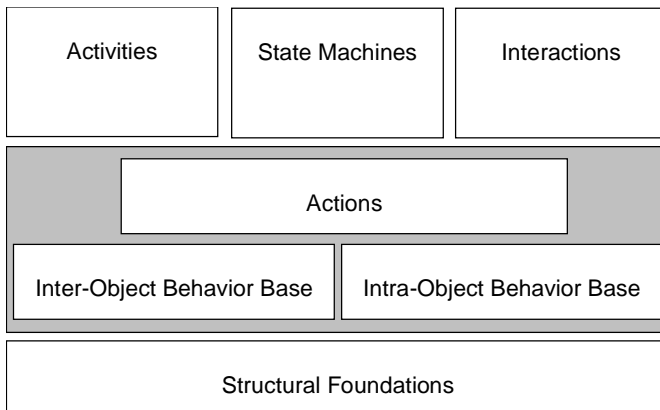 Activities
State Machines
Interactions
Actions
Inter-Object Behavior Base
Intra-Object Behavior Base
Structural Foundations